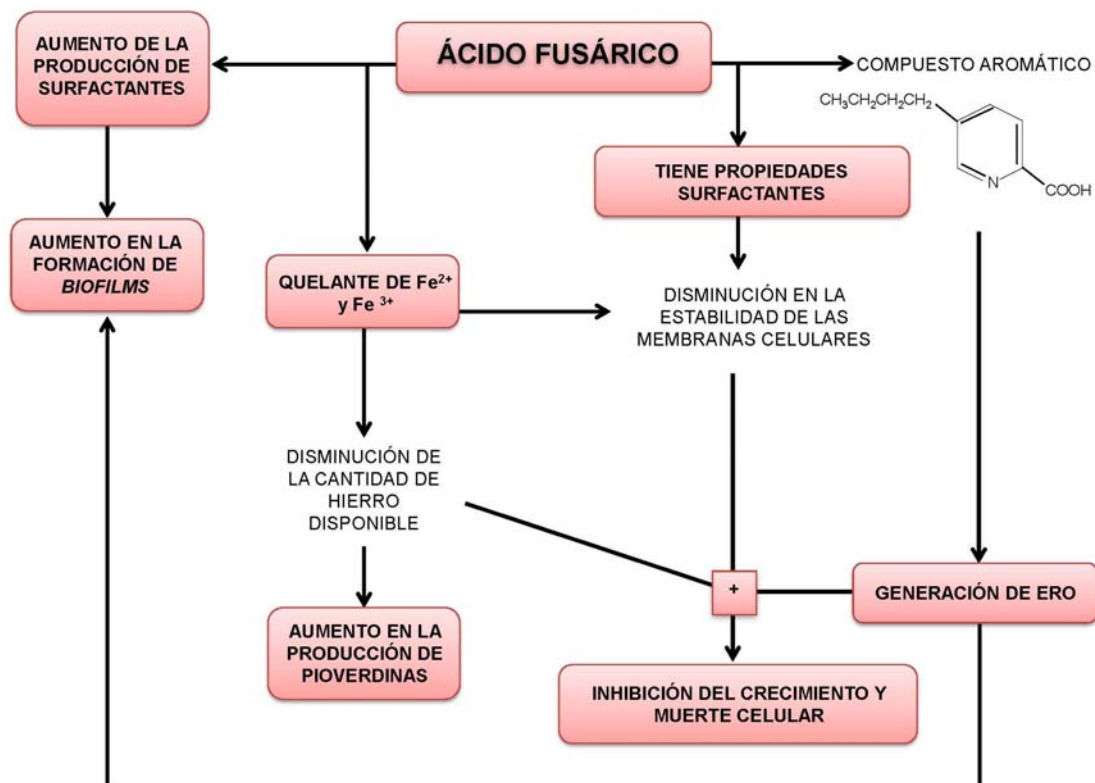 ÁCIDO FUSÁRICO
AUMENTO DE LA
PRODUCCIÓN DE
SURFACTANTES
COMPUESTO AROMÁTICO
CH₃CH₂CH₂CH₂
N
COOH
TIENE PROPIEDADES
SURFACTANTES
AUMENTO EN LA
FORMACIÓN DE
BIOFILMS
QUELANTE DE Fe²⁺
y Fe ³⁺
DISMINUCIÓN EN LA
ESTABILIDAD DE LAS
MEMBRANAS CELULARES
DISMINUCIÓN DE
LA CANTIDAD DE
HIERRO
DISPONIBLE
+
GENERACIÓN DE ERO
AUMENTO EN LA
PRODUCCIÓN DE
PIOVERDINAS
INHIBICIÓN DEL CRECIMIENTO Y
MUERTE CELULAR